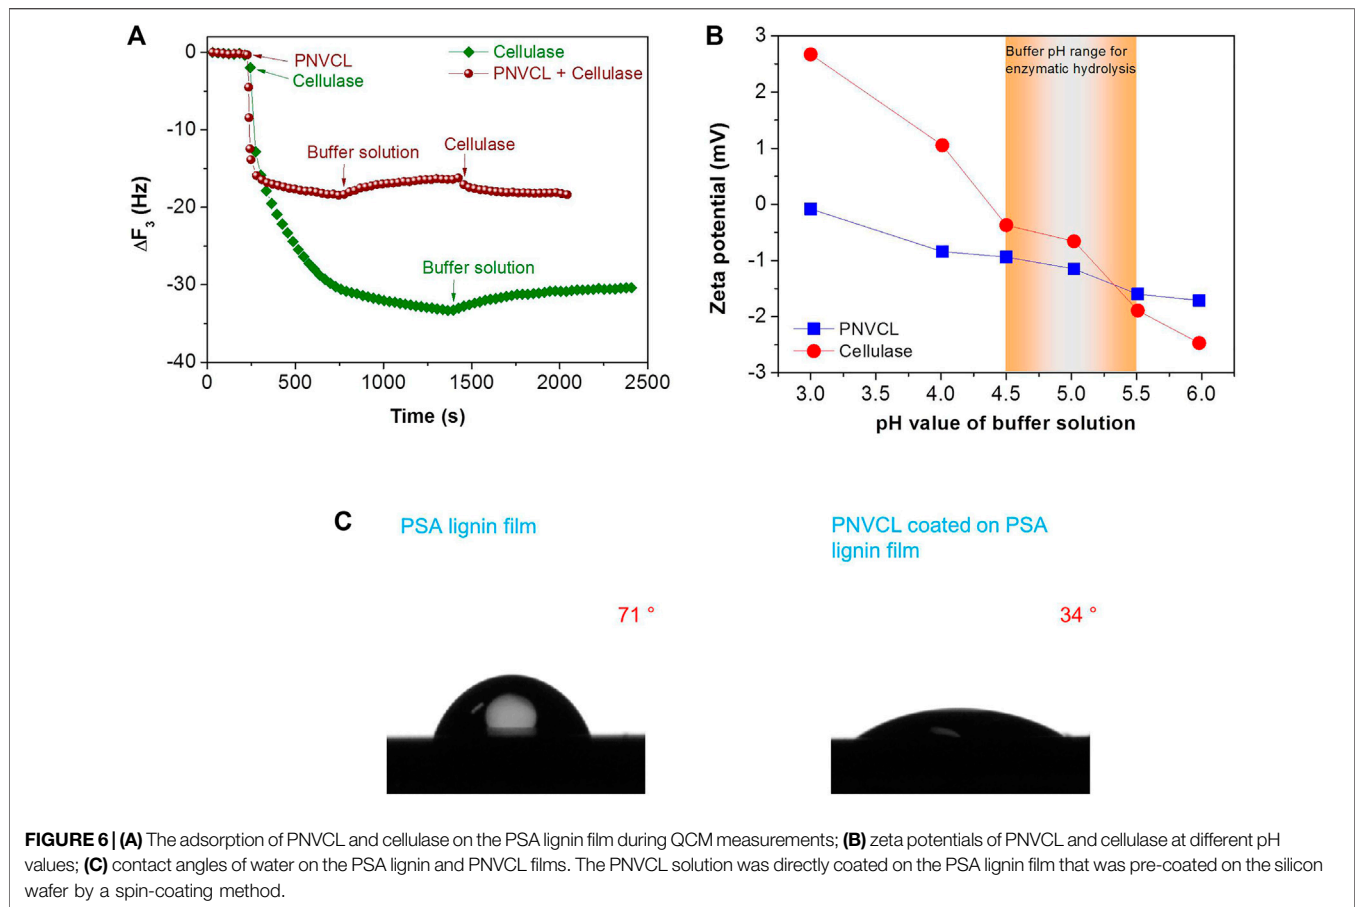 A
PNVCL
Cellulase
Cellulase
PNVCL + Cellulase
Buffer solution
Cellulase
Buffer solution
0
-10
-20
-30
-40
ΔF3 (Hz)
0
500
1000
1500
2000
2500
Time (s)
B
Buffer pH range for
enzymatic hydrolysis
3
2
1
0
-1
-2
-3
Zeta potential (mV)
PNVCL
Cellulase
3.0
3.5
4.0
4.5
5.0
5.5
6.0
pH value of buffer solution
C
PSA lignin film
71 °
PNVCL coated on PSA
lignin film
34 °
FIGURE 6 | (A) The adsorption of PNVCL and cellulase on the PSA lignin film during QCM measurements; (B) zeta potentials of PNVCL and cellulase at different pH
values; (C) contact angles of water on the PSA lignin and PNVCL films. The PNVCL solution was directly coated on the PSA lignin film that was pre-coated on the silicon
wafer by a spin-coating method.